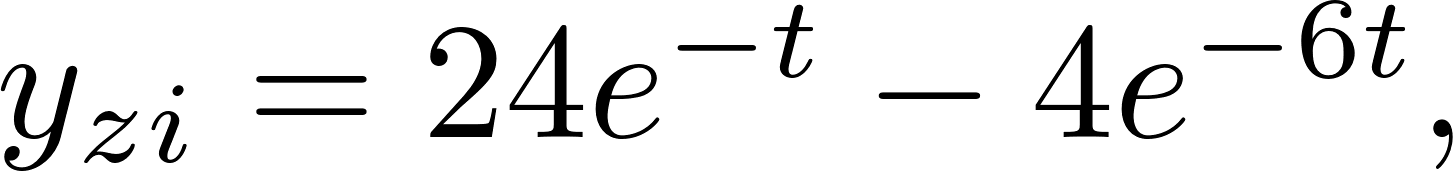 $y_{zi} = 24e^{-t} - 4e^{-6t},$